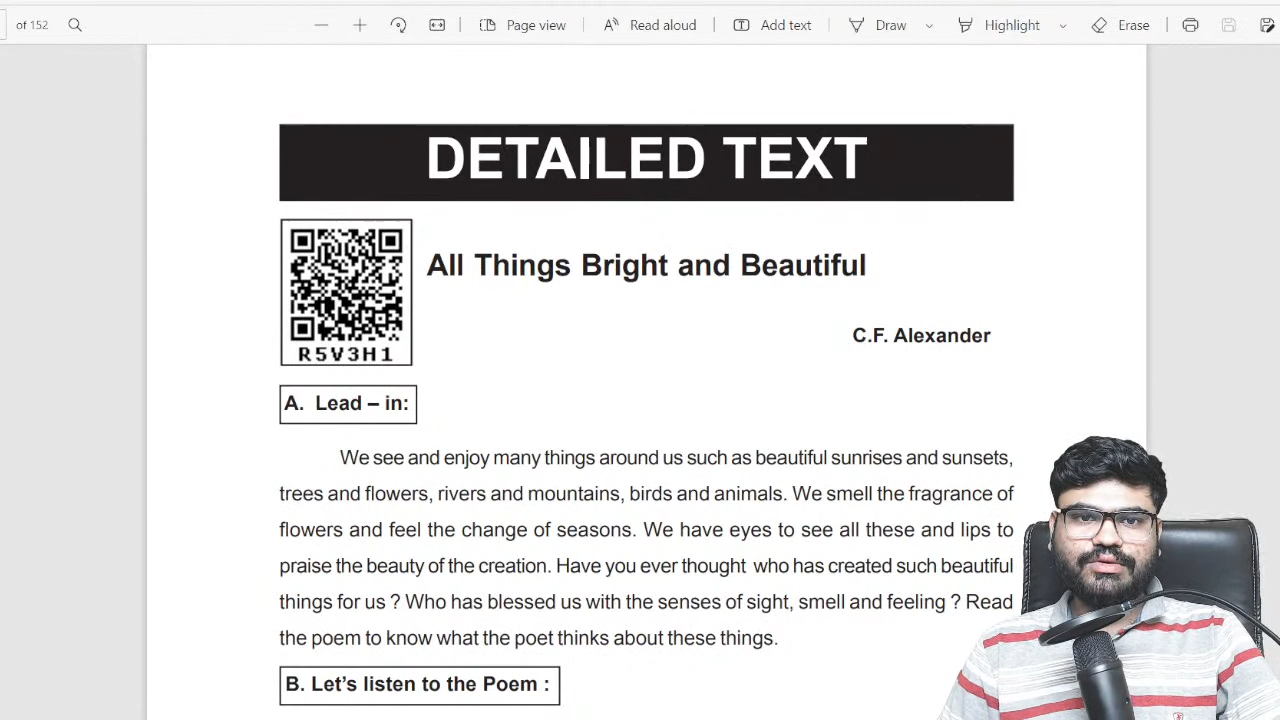 of 152
Page view
Read aloud
Add text
Draw
Highlight
Erase
DETAILED TEXT
R5V3H1
All Things Bright and Beautiful
C.F. Alexander
A. Lead – in:
We see and enjoy many things around us such as beautiful sunrises and sunsets,
trees and flowers, rivers and mountains, birds and animals. We smell the fragrance of
flowers and feel the change of seasons. We have eyes to see all these and lips to
praise the beauty of the creation. Have you ever thought who has created such beautiful
things for us ? Who has blessed us with the senses of sight, smell and feeling ? Read
the poem to know what the poet thinks about these things.
B. Let’s listen to the Poem :